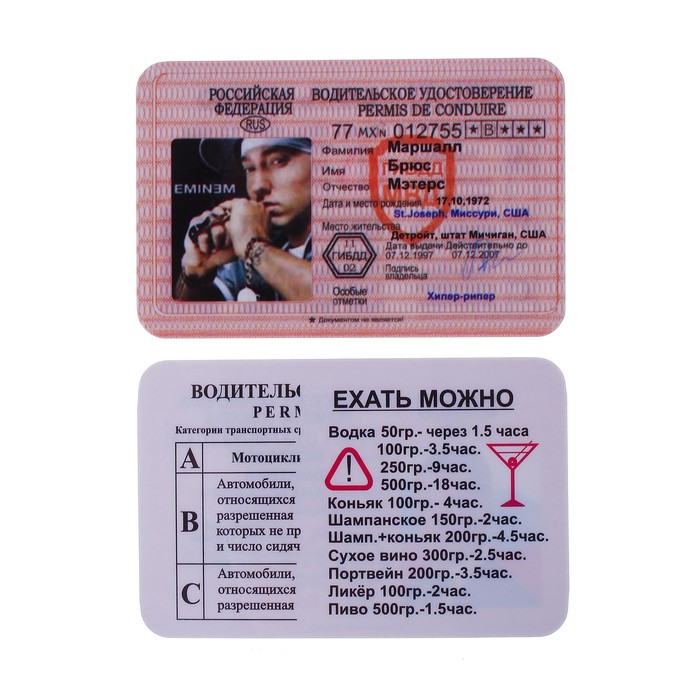 РОССИЙСКАЯ ФЕДЕРАЦИЯ
RUS
ВОДИТЕЛЬСКОЕ УДОСТОВЕРЕНИЕ
PERMIS DE CONDUIRE
77 МХ№ 012755 ★ B ★ ★ ★
EMINEM
Фамилия Маршалл
Имя Брюс
Отчество Мэтерс
Дата и место рождения 17,10,1972
St.Joseph, Миссури, США
Место жительства
Детройт, штат Мичиган, США
Дата выдачи Действительно до
07.12.1997 07.12.2007
11
ГИБДД
02
Подпись владельца
Особые отметки
Хипер-рипер
★ Документом не является!
ВОДИТЕЛЬС
PERM
Категории транспортных ср
A Мотоцикл
B Автомобили,
относящихся
разрешенная
которых не пр
и число сидяч
C Автомобили,
относящихся
разрешенная
ЕХАТЬ МОЖНО
Водка 50гр.- через 1.5 часа
100гр.-3.5час.
250гр.-9час.
500гр.-18час.
!
Коньяк 100гр.- 4час.
Шампанское 150гр.-2час.
Шамп.+коньяк 200гр.-4.5час.
Сухое вино 300гр.-2.5час.
Портвейн 200гр.-3.5час.
Ликёр 100гр.-2час.
Пиво 500гр.-1.5час.